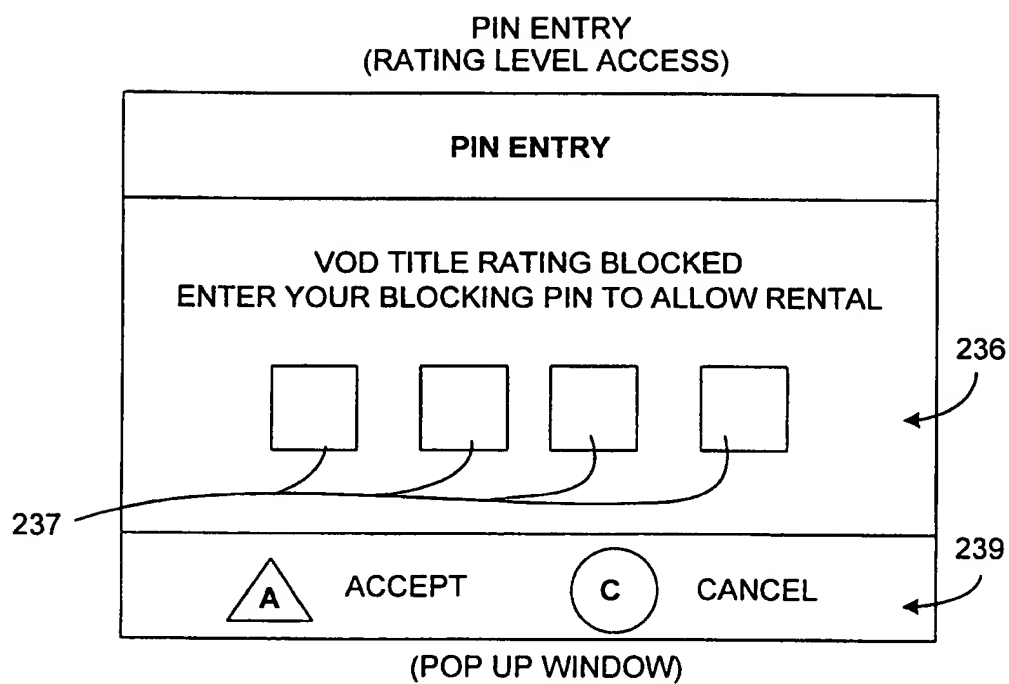 PIN ENTRY
(RATING LEVEL ACCESS)
PIN ENTRY
VOD TITLE RATING BLOCKED
ENTER YOUR BLOCKING PIN TO ALLOW RENTAL
236
237
239
A ACCEPT C CANCEL
(POP UP WINDOW)